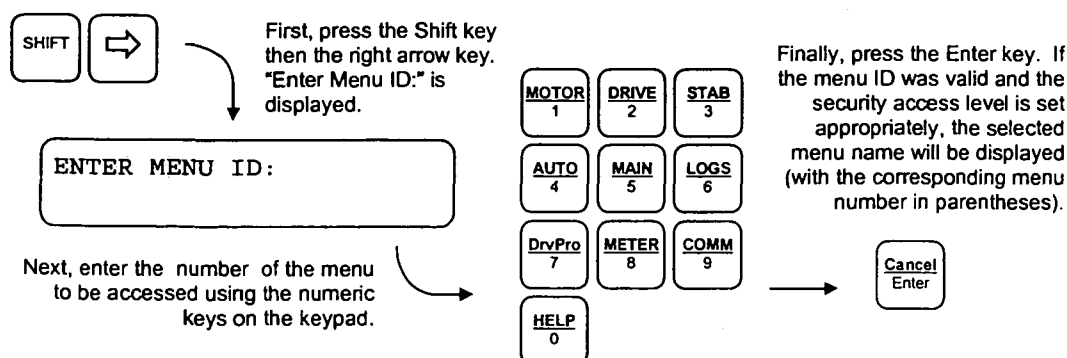 SHIFT
First, press the Shift key
then the right arrow key.
"Enter Menu ID:" is
displayed.
ENTER MENU ID:
Next, enter the number of the menu
to be accessed using the numeric
keys on the keypad.
MOTOR
1
DRIVE
2
STAB
3
AUTO
4
MAIN
5
LOGS
6
DrvPro
7
METER
8
COMM
9
HELP
0
Finally, press the Enter key. If
the menu ID was valid and the
security access level is set
appropriately, the selected
menu name will be displayed
(with the corresponding menu
number in parentheses).
Cancel
Enter